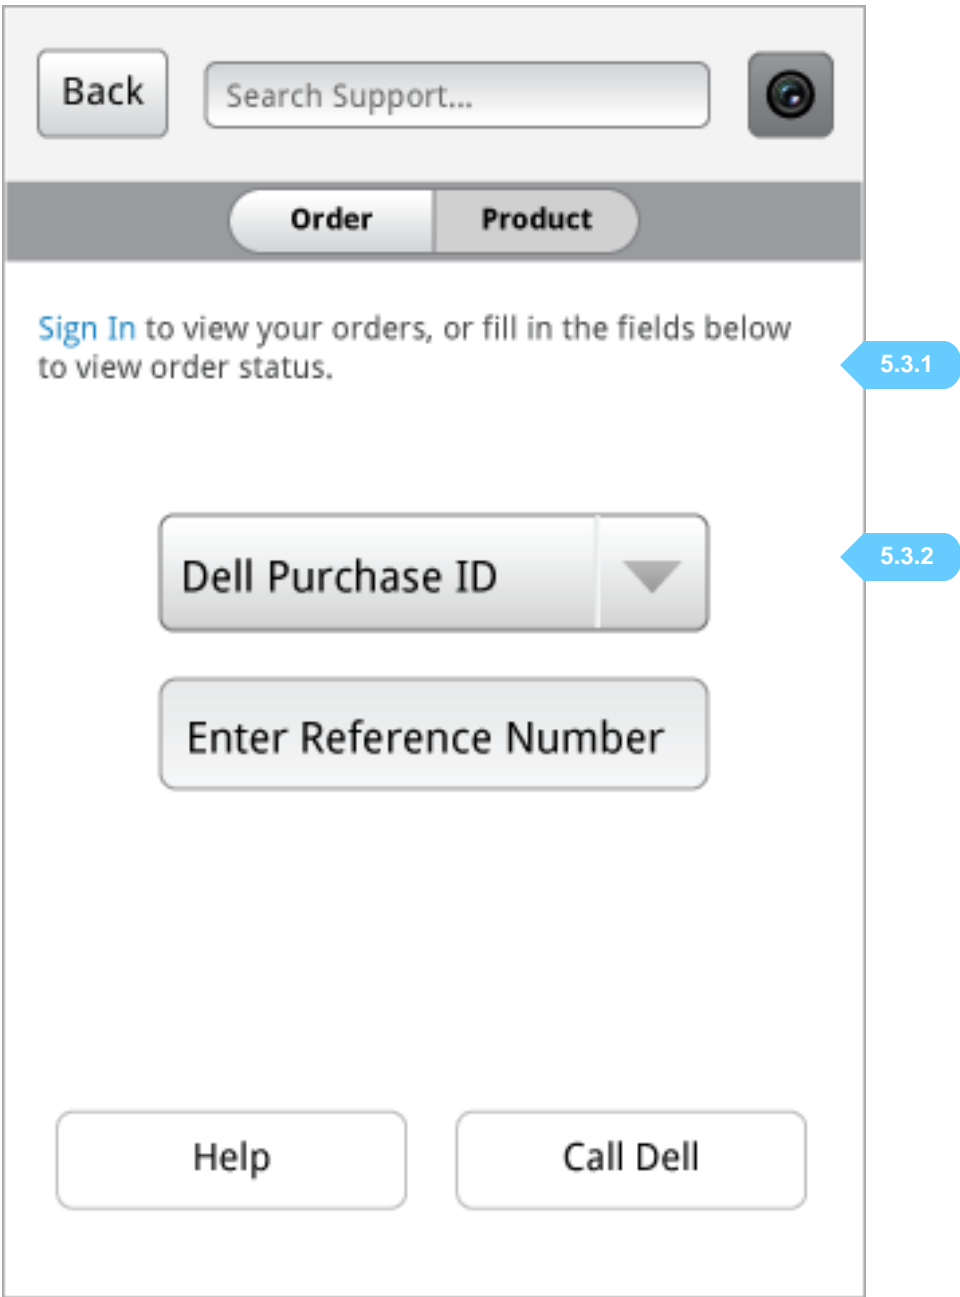 Back
Search Support...
Order
Product
Sign In to view your orders, or fill in the fields below
to view order status.
5.3.1
Dell Purchase ID
5.3.2
Enter Reference Number
Help
Call Dell